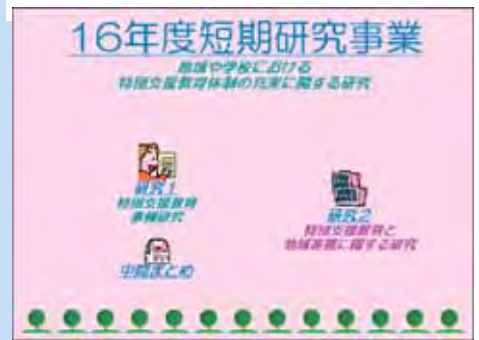 16年度短期研究事業
地域や学校における
特別支援教育体制の充実に関する研究
研究1
特別支援教育
事補研究
研究2
特別支援教育と
地域連携に関する研究
中間まとめ